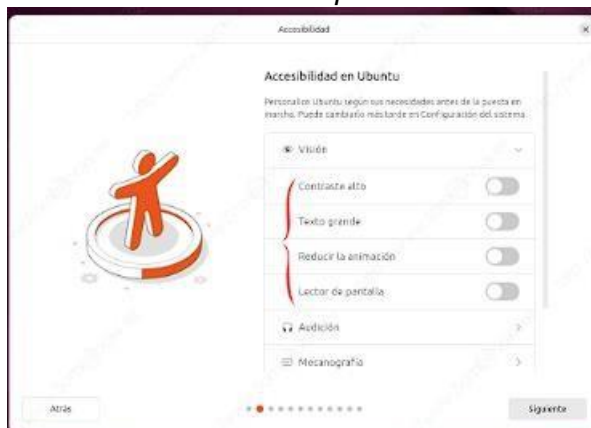 Accesibilidad
Accesibilidad en Ubuntu
Personalice Ubuntu según sus necesidades antes de la puesta en
marcha. Puede cambiarlo más tarde en Configuración del sistema.
Visión
Contraste alto
Texto grande
Reducir la animación
Lector de pantalla
Audición
Mecanografía
Atrás
Siguiente